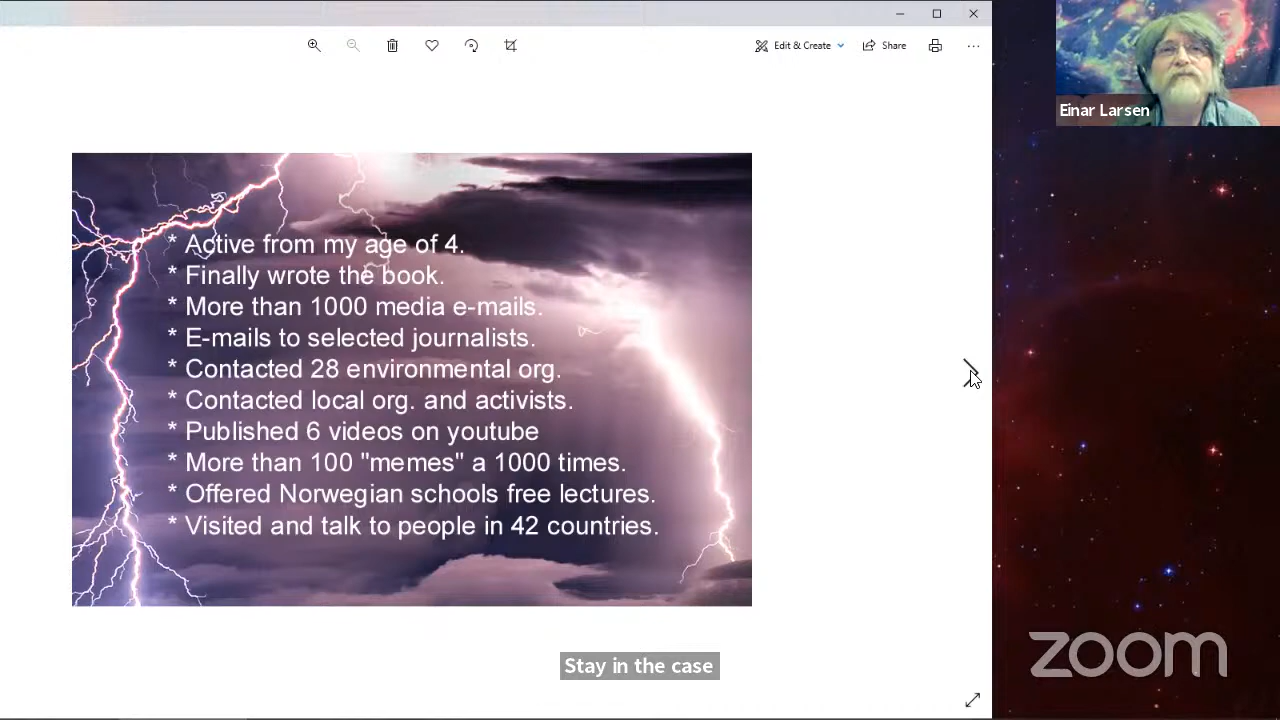 Edit & Create
Share
Einar Larsen
* Active from my age of 4.
* Finally wrote the book.
* More than 1000 media e-mails.
* E-mails to selected journalists.
* Contacted 28 environmental org.
* Contacted local org. and activists.
* Published 6 videos on youtube
* More than 100 "memes" a 1000 times.
* Offered Norwegian schools free lectures.
* Visited and talk to people in 42 countries.
Stay in the case
zoom